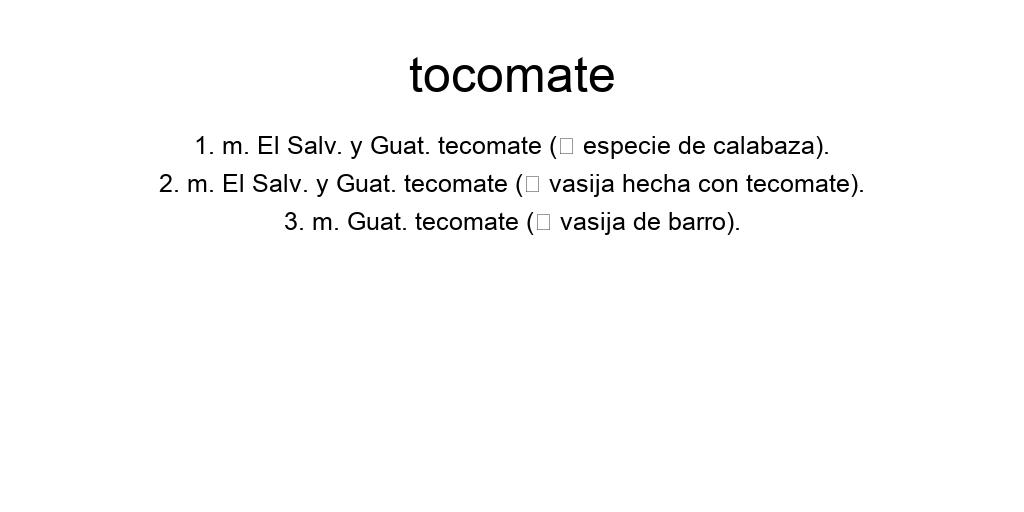 tocomate
1. m. El Salv. y Guat. tecomate (▯ especie de calabaza).
2. m. El Salv. y Guat. tecomate (▯ vasija hecha con tecomate).
3. m. Guat. tecomate (▯ vasija de barro).